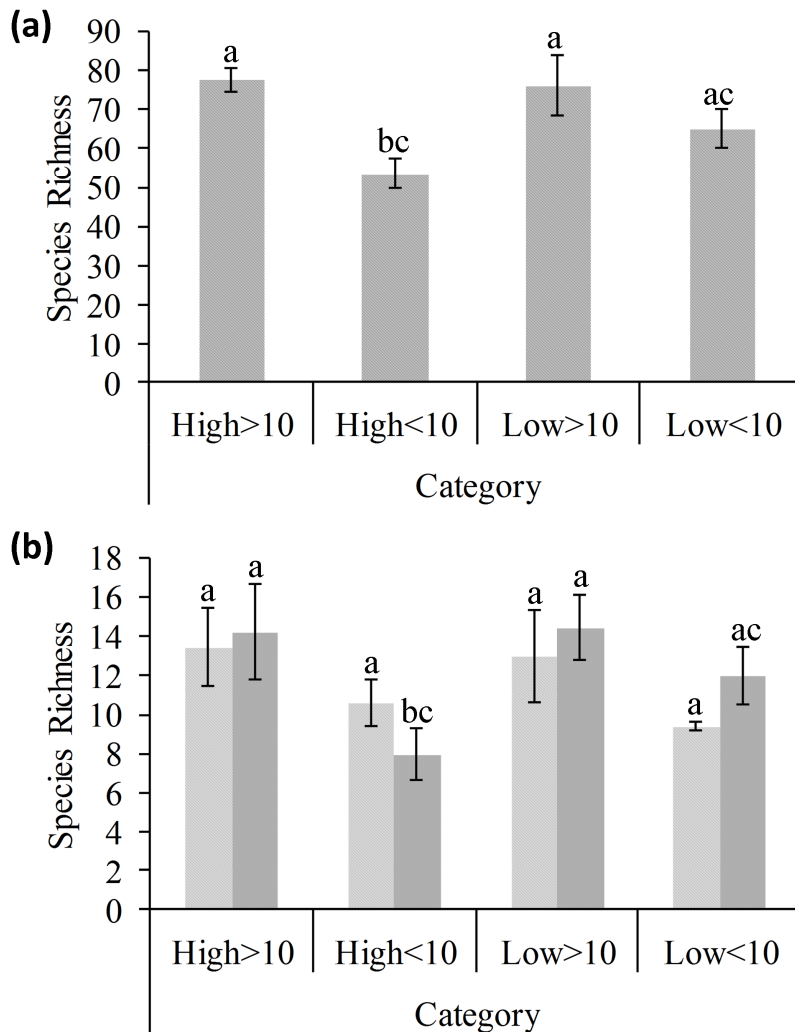 (a)
Species Richness
90
80
70
60
50
40
30
20
10
0
a
bc
a
ac
High>10 High<10 Low>10 Low<10
Category
(b)
Species Richness
18
16
14
12
10
8
6
4
2
0
a a
a bc
a a
a ac
High>10 High<10 Low>10 Low<10
Category